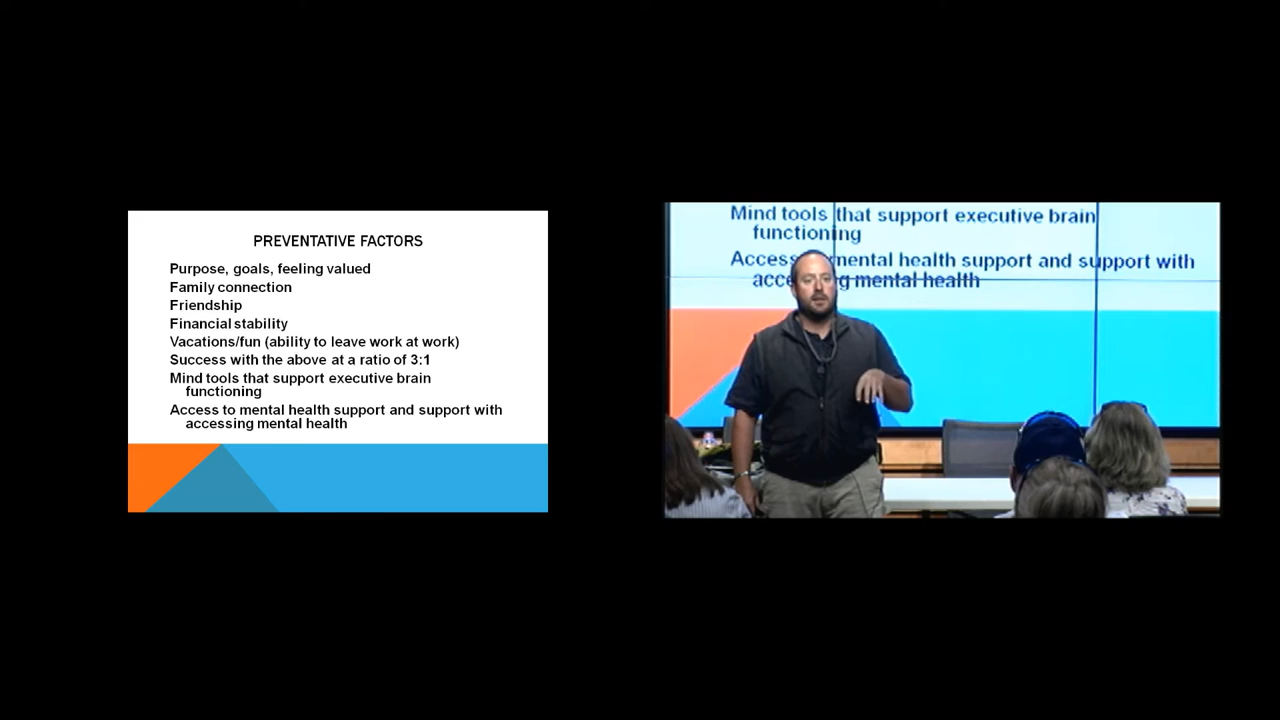 PREVENTATIVE FACTORS
Purpose, goals, feeling valued
Family connection
Friendship
Financial stability
Vacations/fun (ability to leave work at work)
Success with the above at a ratio of 3:1
Mind tools that support executive brain
functioning
Access to mental health support and support with
accessing mental health
Mind tools that support executive brain
functioning
Access mental health support and support with
mental health